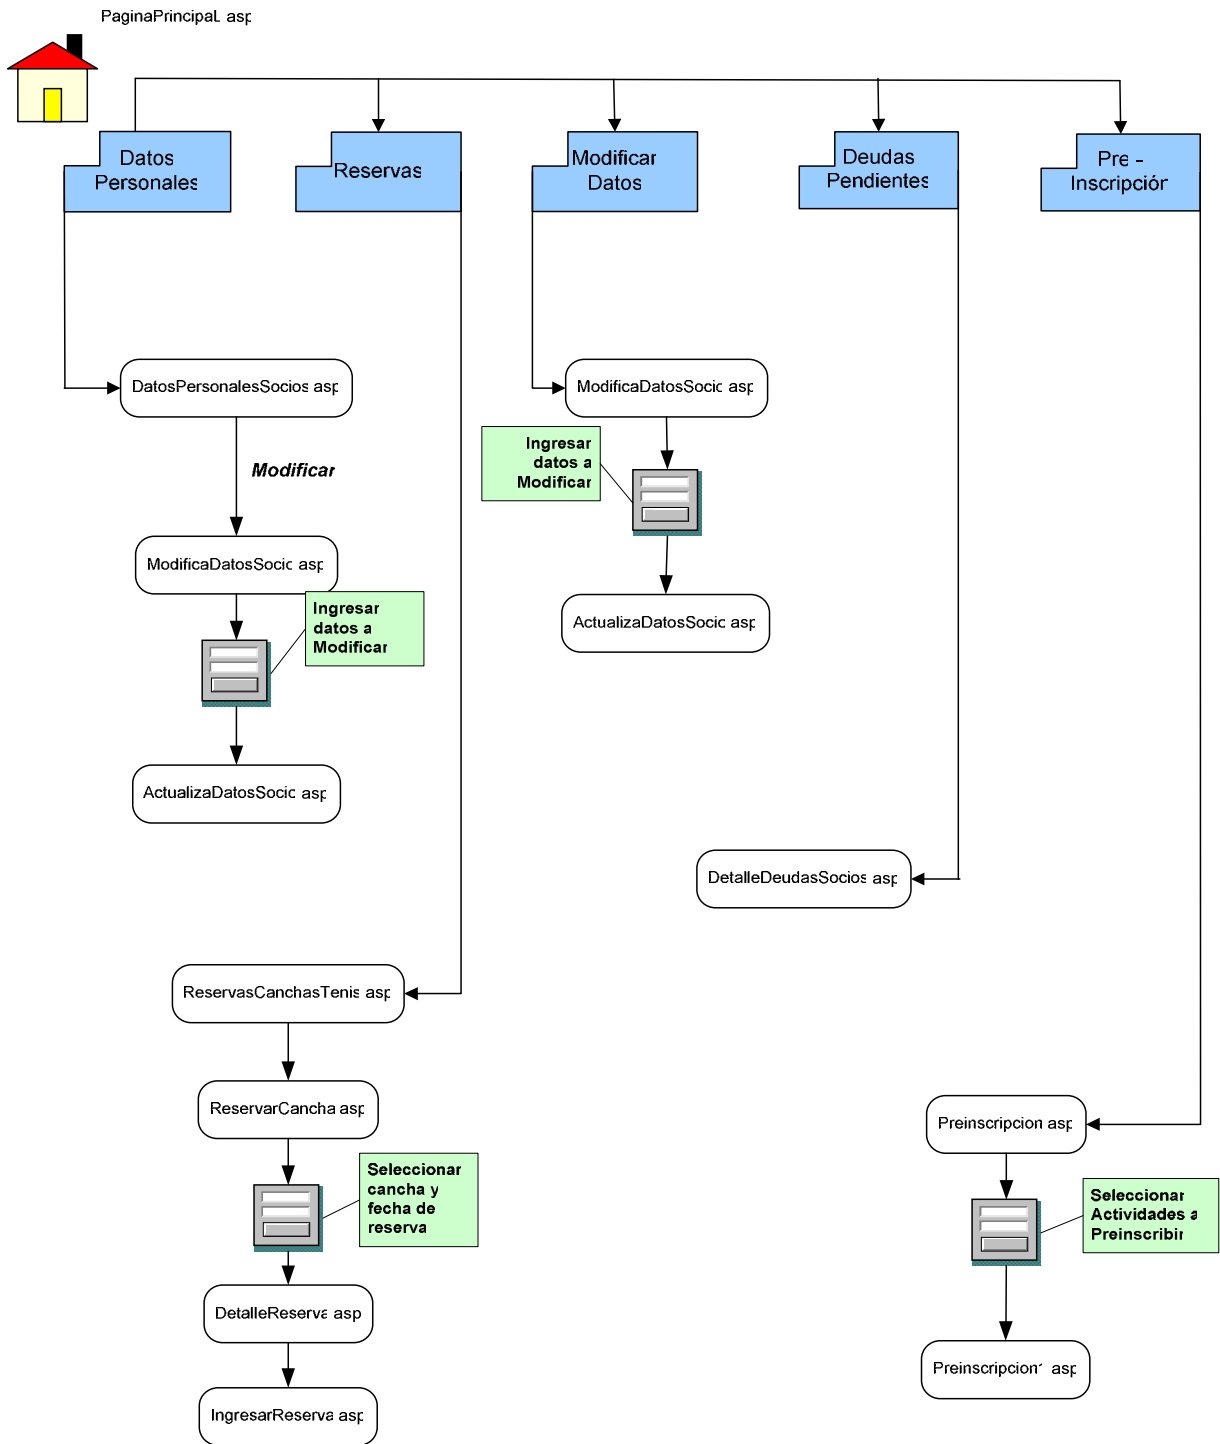 PaginaPrincipal.asp
Datos
Personales
Reservas
Modificar
Datos
Deudas
Pendientes
Pre -
Inscripción
DatosPersonalesSocios.asp
Modificar
ModificaDatosSocio.asp
Ingresar
datos a
Modificar
ActualizaDatosSocio.asp
ModificaDatosSocio.asp
Ingresar
datos a
Modificar
ActualizaDatosSocio.asp
DetalleDeudasSocios.asp
ReservasCanchasTenis.asp
ReservarCancha.asp
Seleccionar
cancha y
fecha de
reserva
DetalleReserva.asp
IngresarReserva.asp
Preinscripcion.asp
Seleccionar
Actividades a
Preinscribir
Preinscripcion1.asp